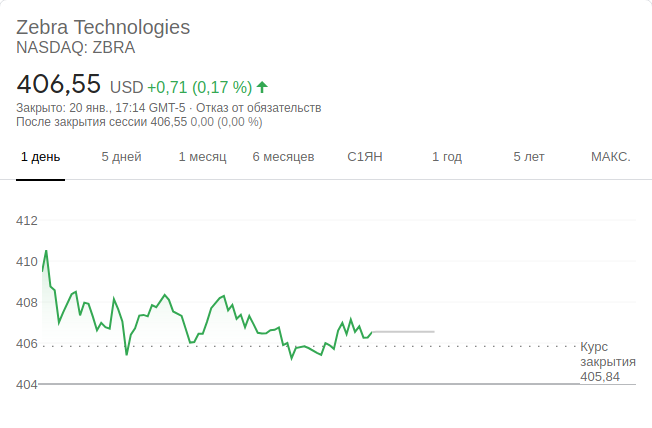 Zebra Technologies
NASDAQ: ZBRA
406,55 USD +0,71 (0,17 %)
Закрыто: 20 янв., 17:14 GMT-5 · Отказ от обязательств
После закрытия сессии 406,55 0,00 (0,00 %)
1 день 5 дней 1 месяц 6 месяцев С1ЯН 1 год 5 лет МАКС.
412
410
408
406
Курс
закрытия
405,84
404